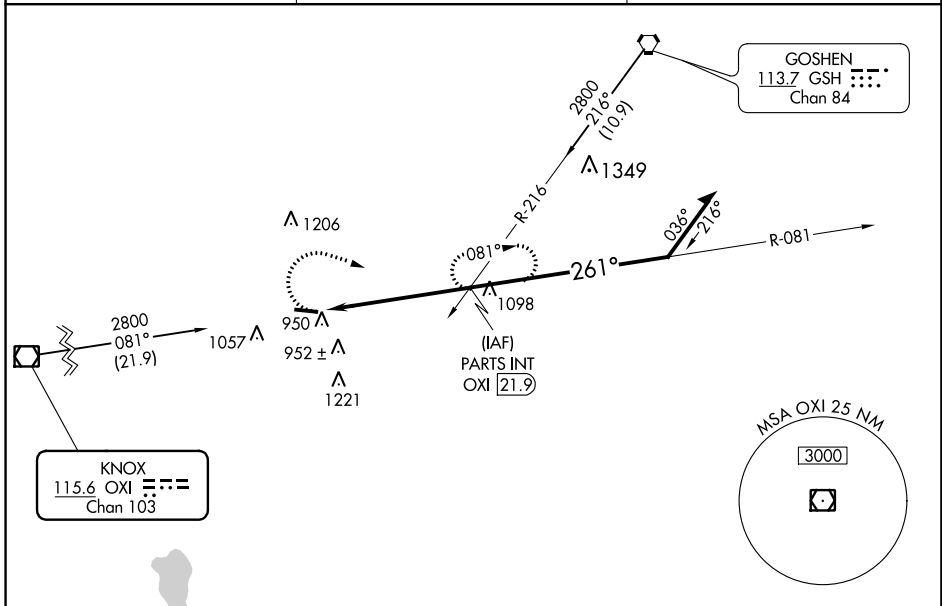 GOSHEN
113.7 GSH
Chan 84
2800
216°
(10.9)
1349
R-216
1206
036°
216°
R-081
081°
261°
1098
2800
081°
(21.9)
1057
950
952 ±
1221
(IAF)
PARTS INT
OXI 21.9
KNOX
115.6 OXI
Chan 103
MSA OXI 25 NM
3000